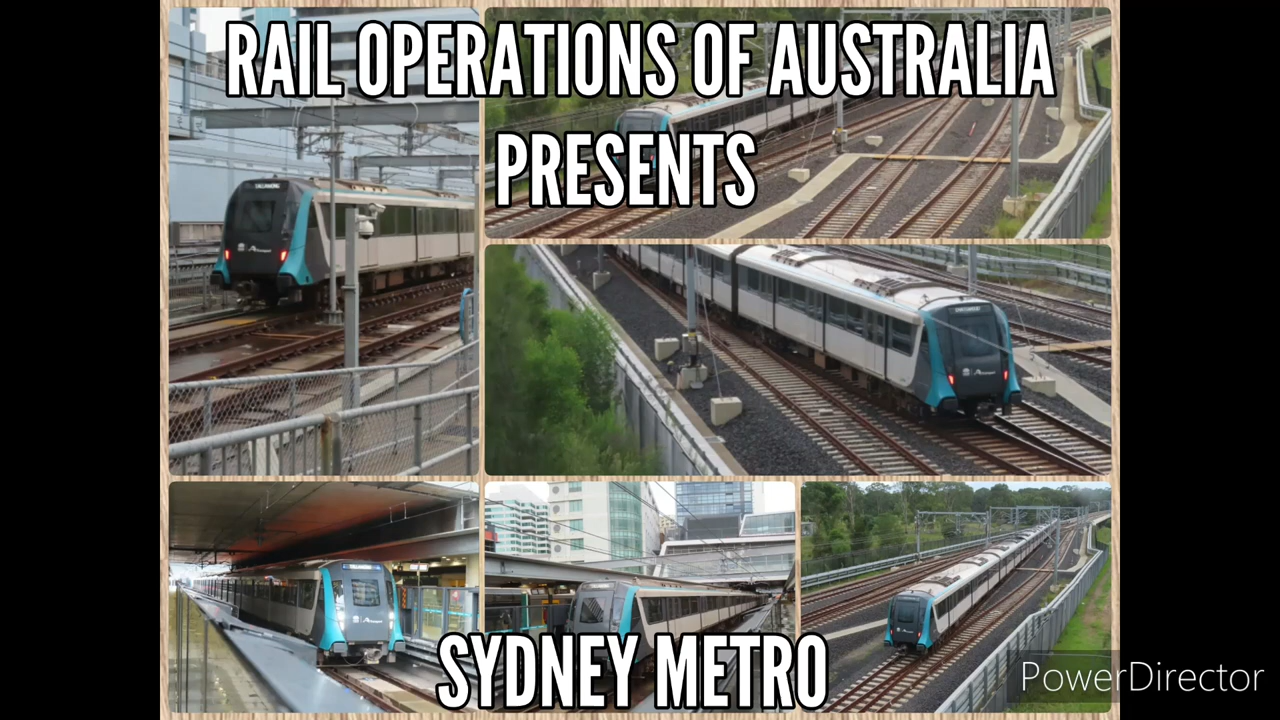 RAIL OPERATIONS OF AUSTRALIA
PRESENTS
SYDNEY METRO
PowerDirector